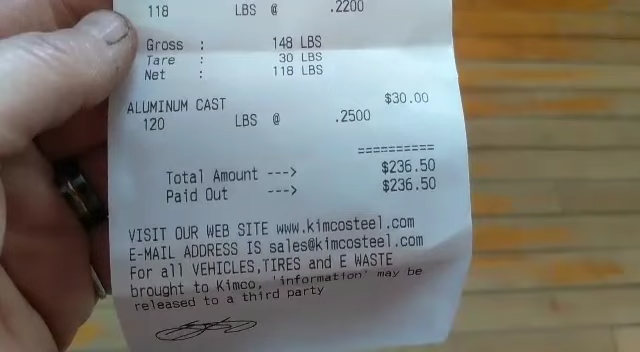 118 LBS @ .2200
Gross : 148 LBS
Tare : 30 LBS
Net : 118 LBS
ALUMINUM CAST $30.00
120 LBS @ .2500
==========
Total Amount ---> $236.50
Paid Out ---> $236.50
VISIT OUR WEB SITE www.kimcosteel.com
E-MAIL ADDRESS IS sales@kimcosteel.com
For all VEHICLES,TIRES and E WASTE
brought to Kimco, 'information' may be
released to a third party